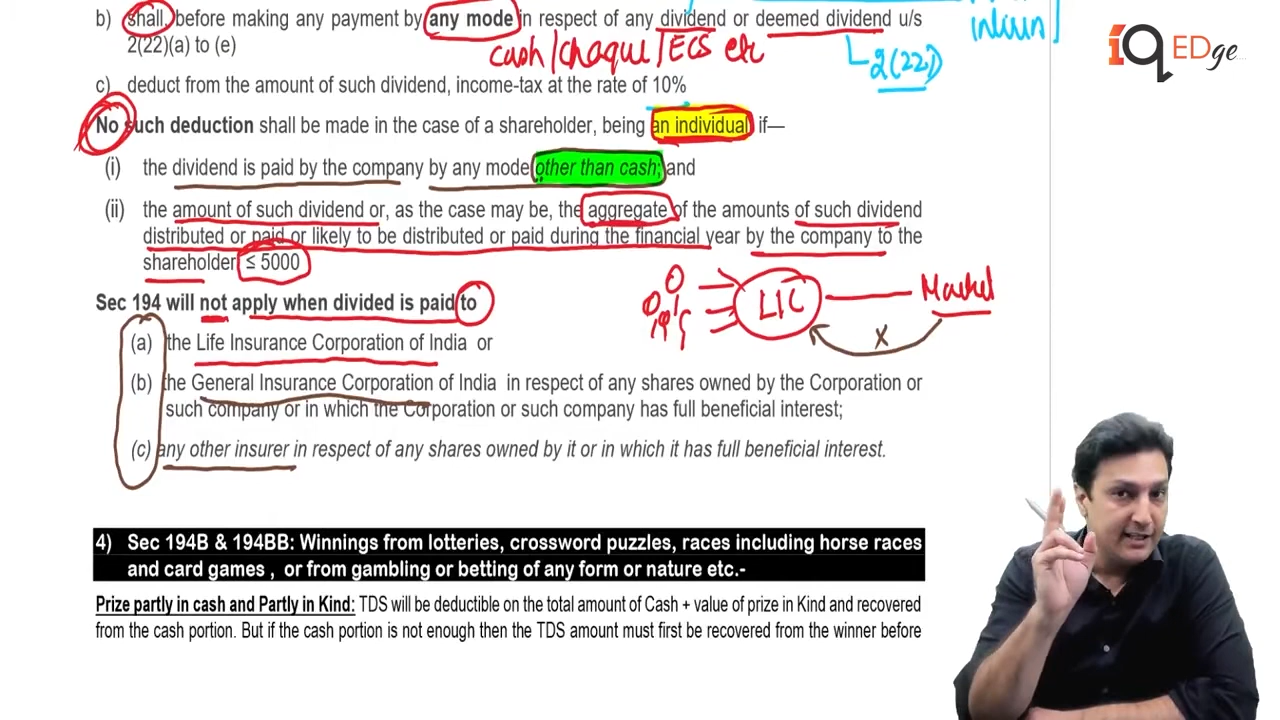 b) shall, before making any payment by any mode in respect of any dividend or deemed dividend u/s
2(22)(a) to (e)
cash/cheque/ECS etc
2(22)
iQ EDge
c) deduct from the amount of such dividend, income-tax at the rate of 10%
No such deduction shall be made in the case of a shareholder, being an individual, if—
(i) the dividend is paid by the company by any mode other than cash; and
(ii) the amount of such dividend or, as the case may be, the aggregate of the amounts of such dividend
distributed or paid or likely to be distributed or paid during the financial year by the company to the
shareholder ≤ 5000
LIC Market
x
Sec 194 will not apply when divided is paid to
(a) the Life Insurance Corporation of India or
(b) the General Insurance Corporation of India in respect of any shares owned by the Corporation or
such company or in which the Corporation or such company has full beneficial interest;
(c) any other insurer in respect of any shares owned by it or in which it has full beneficial interest.
4) Sec 194B & 194BB: Winnings from lotteries, crossword puzzles, races including horse races
and card games , or from gambling or betting of any form or nature etc.-
Prize partly in cash and Partly in Kind: TDS will be deductible on the total amount of Cash + value of prize in Kind and recovered
from the cash portion. But if the cash portion is not enough then the TDS amount must first be recovered from the winner before